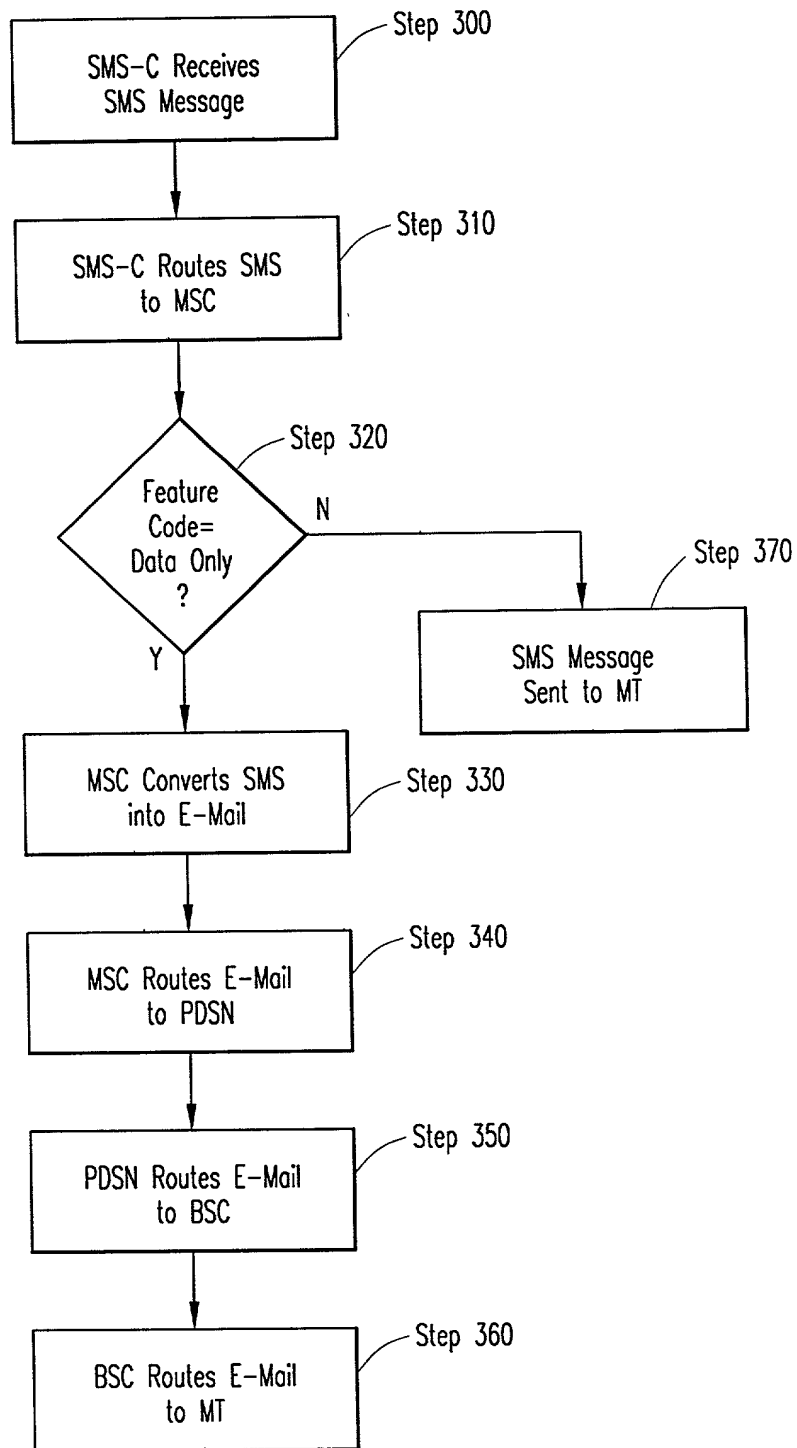 Step 300
SMS-C Receives
SMS Message
Step 310
SMS-C Routes SMS
to MSC
Step 320
Feature
Code=
Data Only
?
N
Y
Step 370
SMS Message
Sent to MT
MSC Converts SMS
into E-Mail
Step 330
Step 340
MSC Routes E-Mail
to PDSN
Step 350
PDSN Routes E-Mail
to BSC
Step 360
BSC Routes E-Mail
to MT